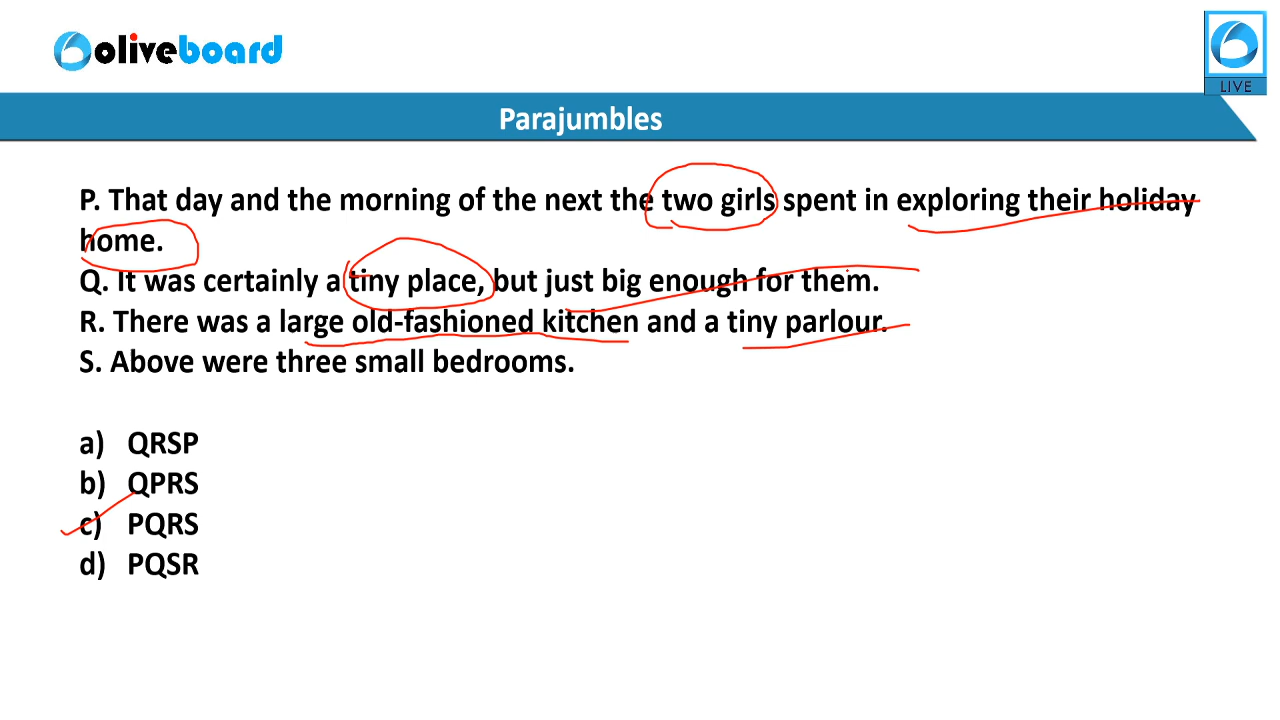 oliveboard
LIVE
Parajumbles
P. That day and the morning of the next the two girls spent in exploring their holiday
home.
Q. It was certainly a tiny place, but just big enough for them.
R. There was a large old-fashioned kitchen and a tiny parlour.
S. Above were three small bedrooms.
a) QRSP
b) QPRS
c) PQRS
d) PQSR